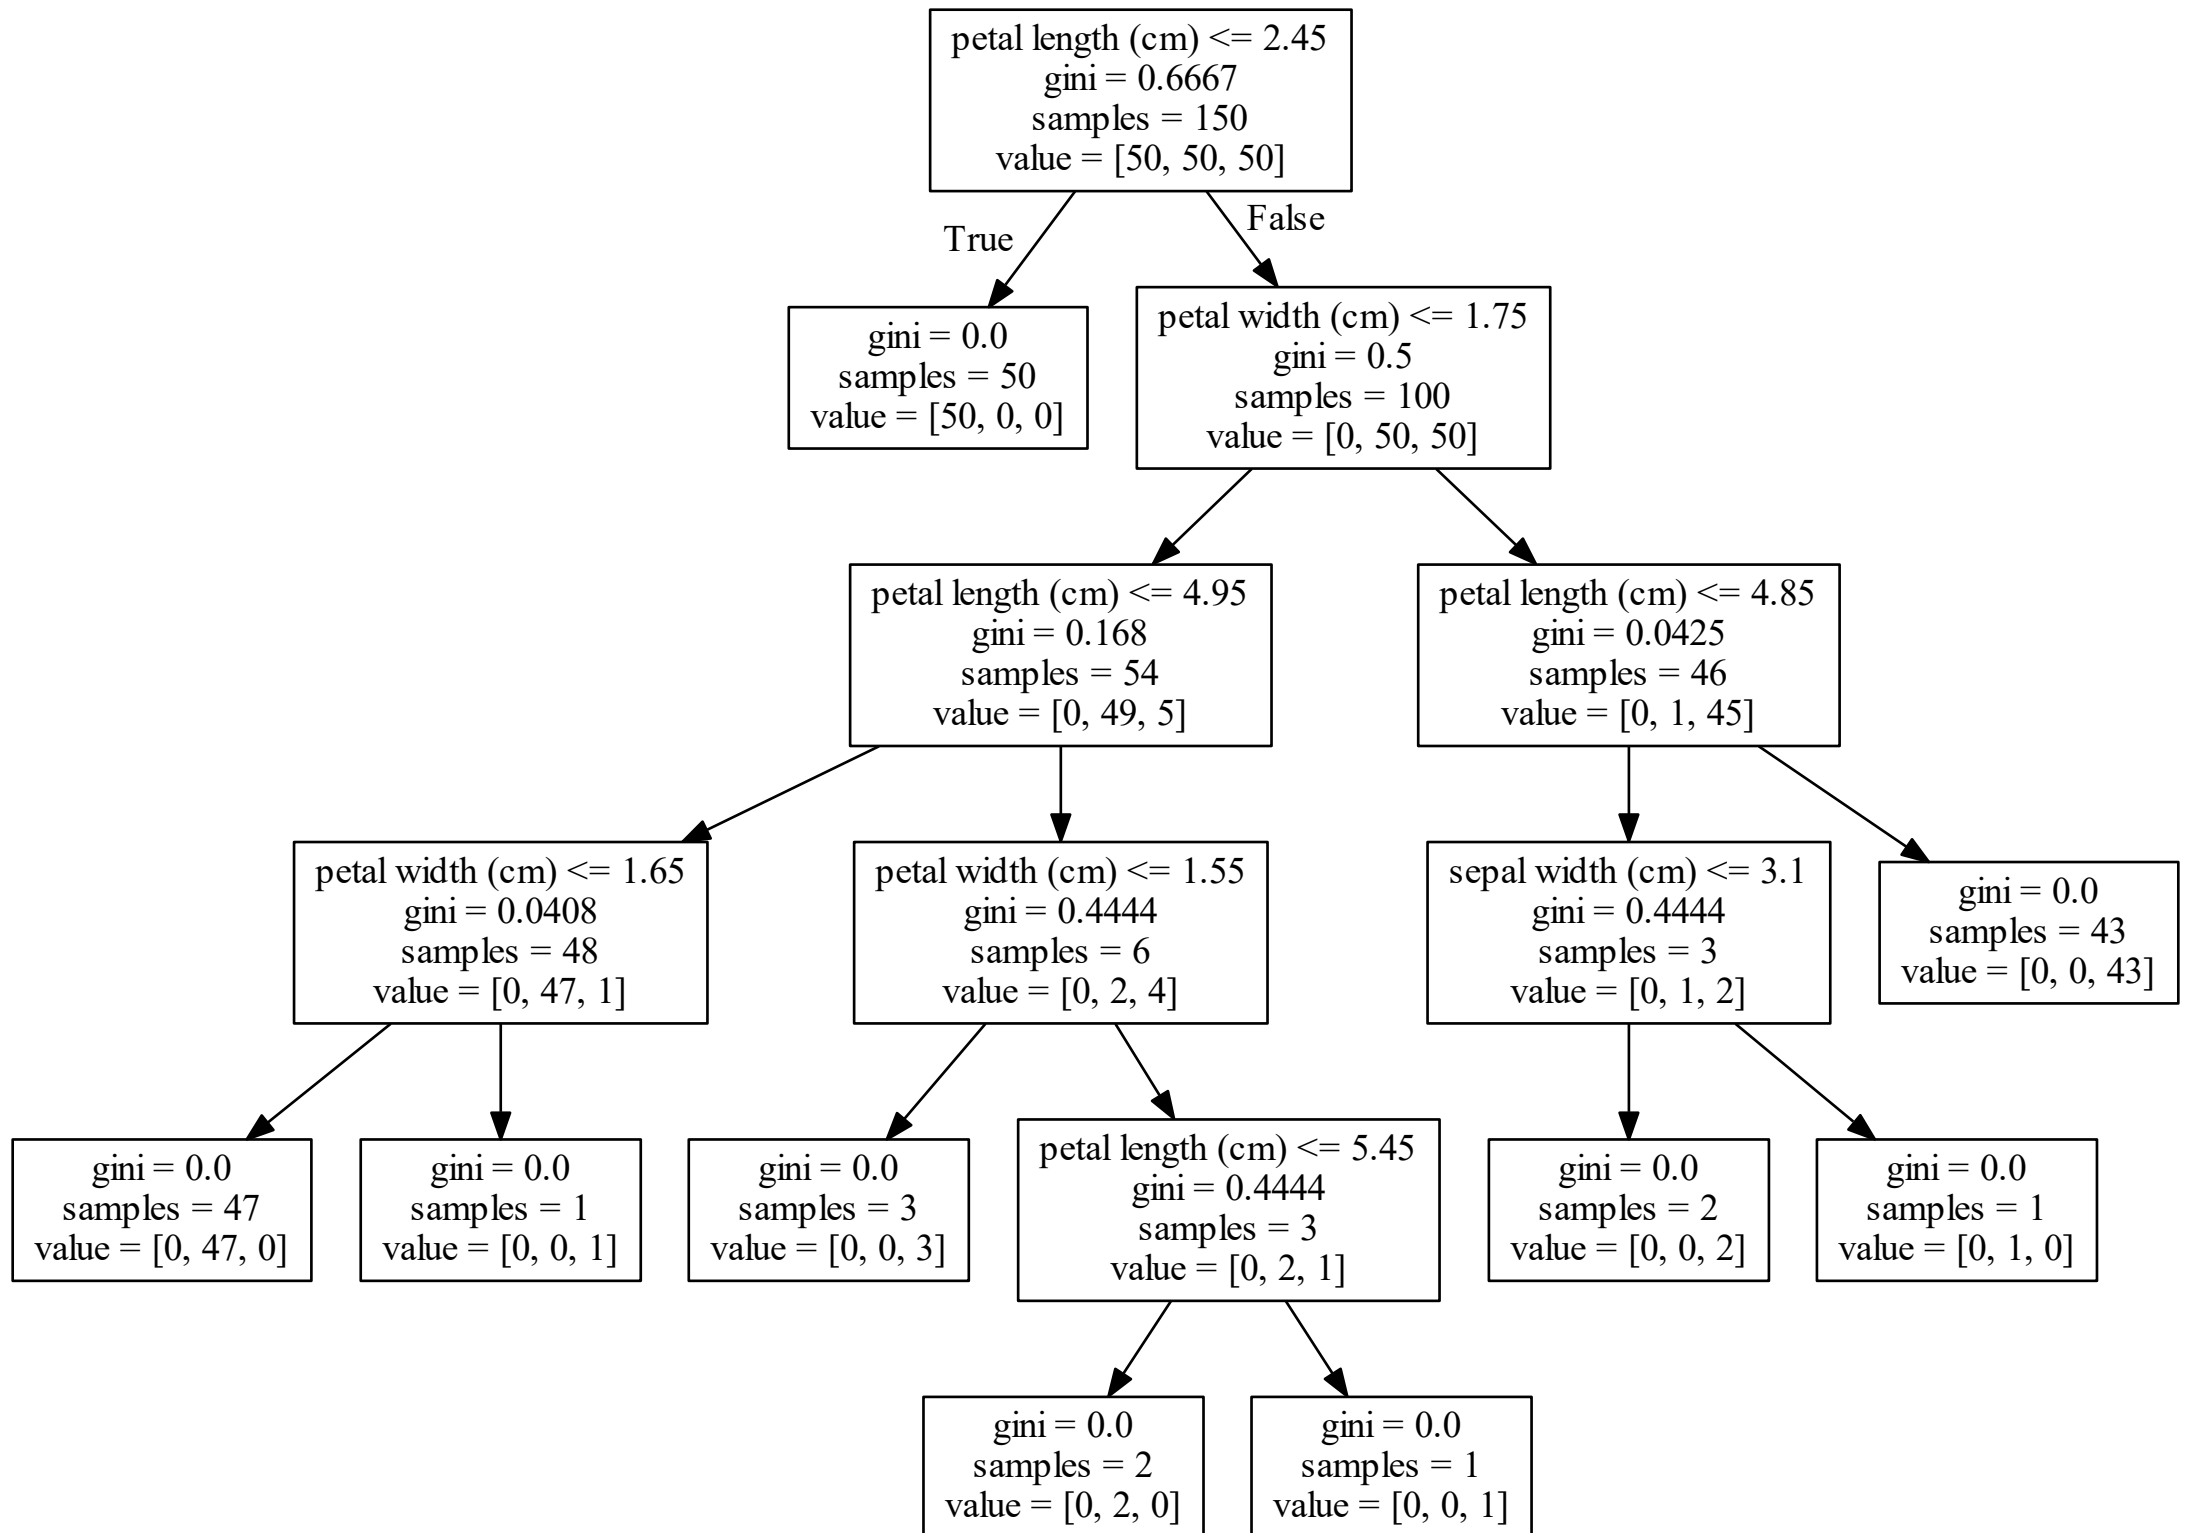 petal length (cm) <= 2.45
gini = 0.6667
samples = 150
value = [50, 50, 50]
True
False
gini = 0.0
samples = 50
value = [50, 0, 0]
petal width (cm) <= 1.75
gini = 0.5
samples = 100
value = [0, 50, 50]
petal length (cm) <= 4.95
gini = 0.168
samples = 54
value = [0, 49, 5]
petal length (cm) <= 4.85
gini = 0.0425
samples = 46
value = [0, 1, 45]
petal width (cm) <= 1.65
gini = 0.0408
samples = 48
value = [0, 47, 1]
petal width (cm) <= 1.55
gini = 0.4444
samples = 6
value = [0, 2, 4]
sepal width (cm) <= 3.1
gini = 0.4444
samples = 3
value = [0, 1, 2]
gini = 0.0
samples = 43
value = [0, 0, 43]
gini = 0.0
samples = 47
value = [0, 47, 0]
gini = 0.0
samples = 1
value = [0, 0, 1]
gini = 0.0
samples = 3
value = [0, 0, 3]
petal length (cm) <= 5.45
gini = 0.4444
samples = 3
value = [0, 2, 1]
gini = 0.0
samples = 2
value = [0, 0, 2]
gini = 0.0
samples = 1
value = [0, 1, 0]
gini = 0.0
samples = 2
value = [0, 2, 0]
gini = 0.0
samples = 1
value = [0, 0, 1]